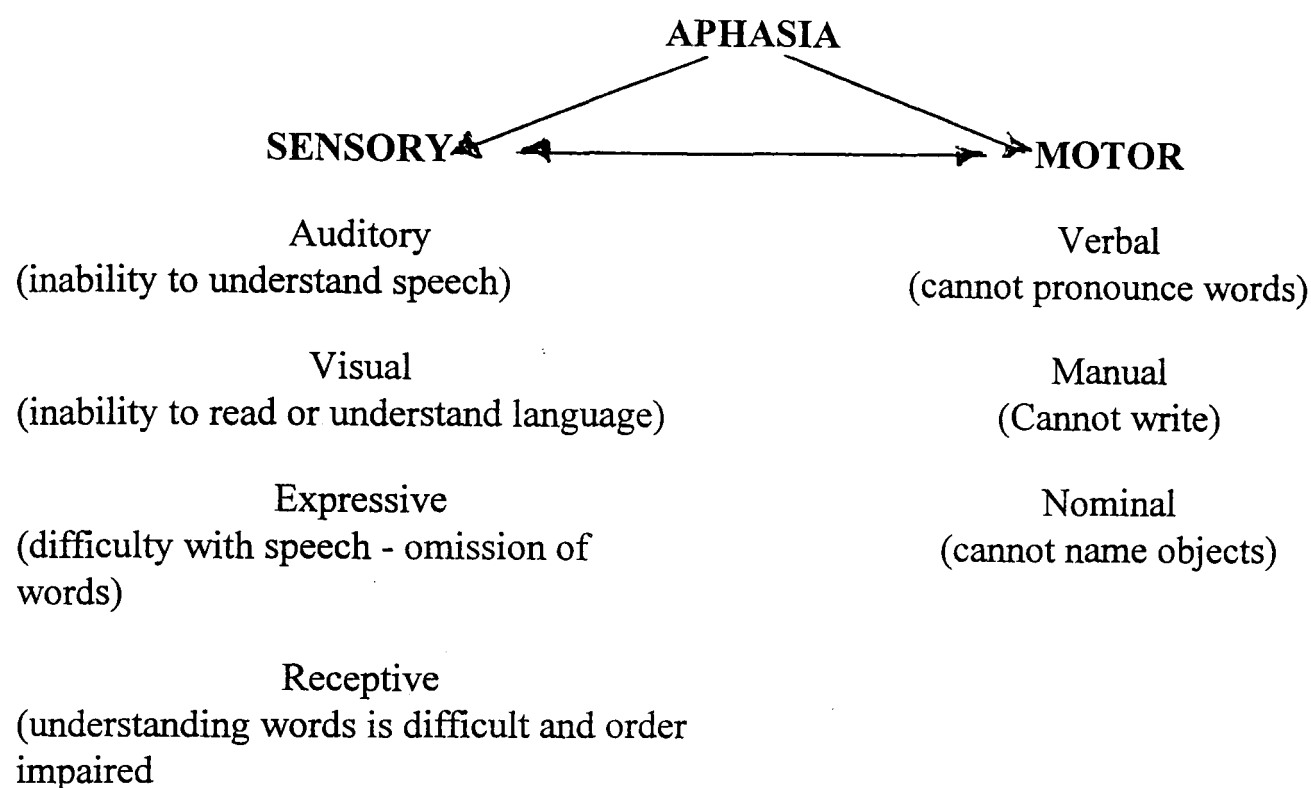 APHASIA
SENSORY
MOTOR
Auditory
(inability to understand speech)
Visual
(inability to read or understand language)
Expressive
(difficulty with speech - omission of
words)
Receptive
(understanding words is difficult and order
impaired
Verbal
(cannot pronounce words)
Manual
(Cannot write)
Nominal
(cannot name objects)